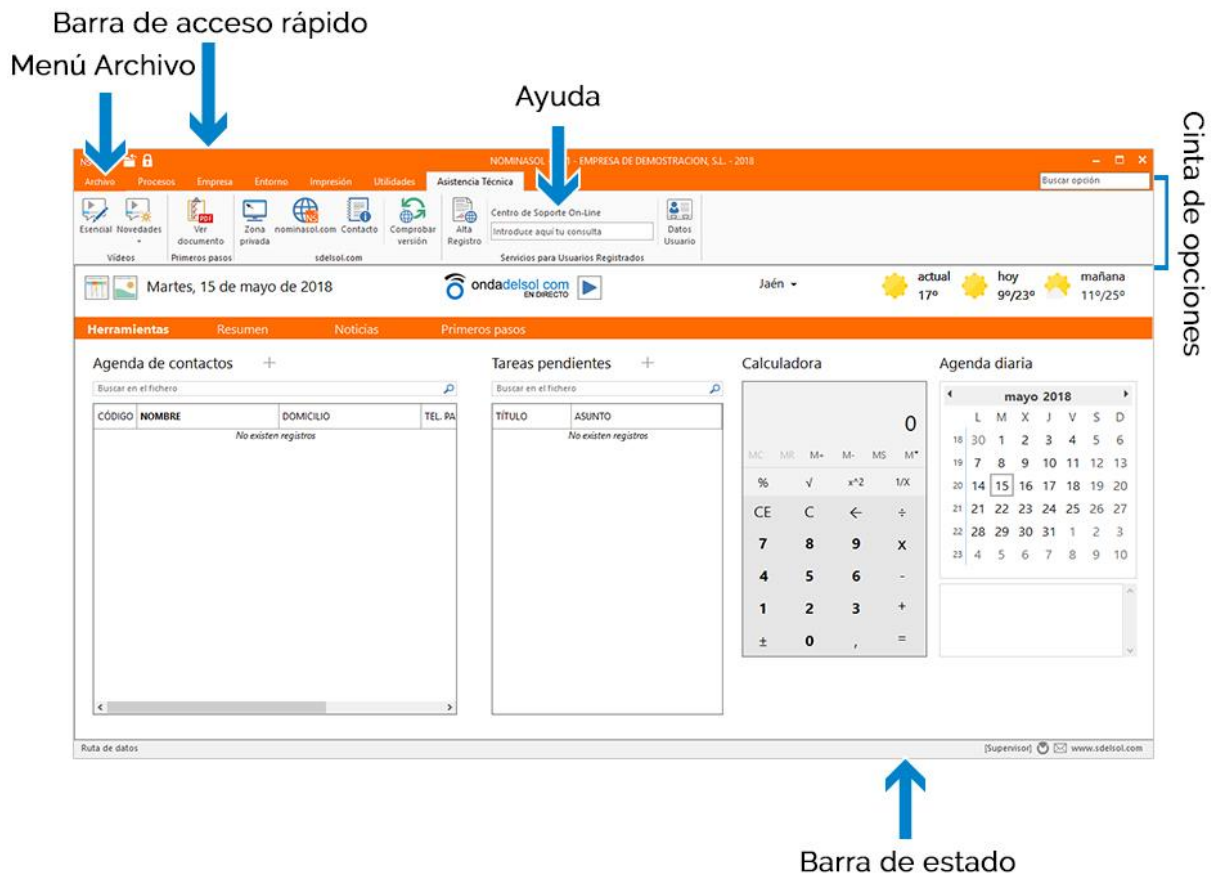 Barra de acceso rápido
Menú Archivo
Ayuda
Cinta de opciones
NOMINASOL - EMPRESA DE DEMOSTRACION, S.L. - 2018
Archivo Procesos Empresa Entorno Impresión Utilidades Asistencia Técnica Buscar opción
Esencial Novedades Ver documento Zona privada nominasol.com Contacto Comprobar versión Alta Registro Centro de Soporte On-Line Introduce aquí tu consulta Datos Usuario
PDF NS
Vídeos Primeros pasos sdelsol.com Servicios para Usuarios Registrados
Martes, 15 de mayo de 2018 ondadelsol.com EN DIRECTO Jaén actual 17º hoy 9º/23º mañana 11º/25º
Herramientas Resumen Noticias Primeros pasos
Agenda de contactos + Tareas pendientes + Calculadora Agenda diaria
Buscar en el fichero Buscar en el fichero
CÓDIGO NOMBRE DOMICILIO TEL. PA TÍTULO ASUNTO
No existen registros No existen registros
0
MC MR M+ M- MS M▾
% √ x^2 1/X
CE C ← ÷
7 8 9 x
4 5 6 -
1 2 3 +
± 0 , =
mayo 2018
L M X J V S D
18 30 1 2 3 4 5 6
19 7 8 9 10 11 12 13
20 14 15 16 17 18 19 20
21 21 22 23 24 25 26 27
22 28 29 30 31 1 2 3
23 4 5 6 7 8 9 10
Ruta de datos [Supervisor] www.sdelsol.com
Barra de estado